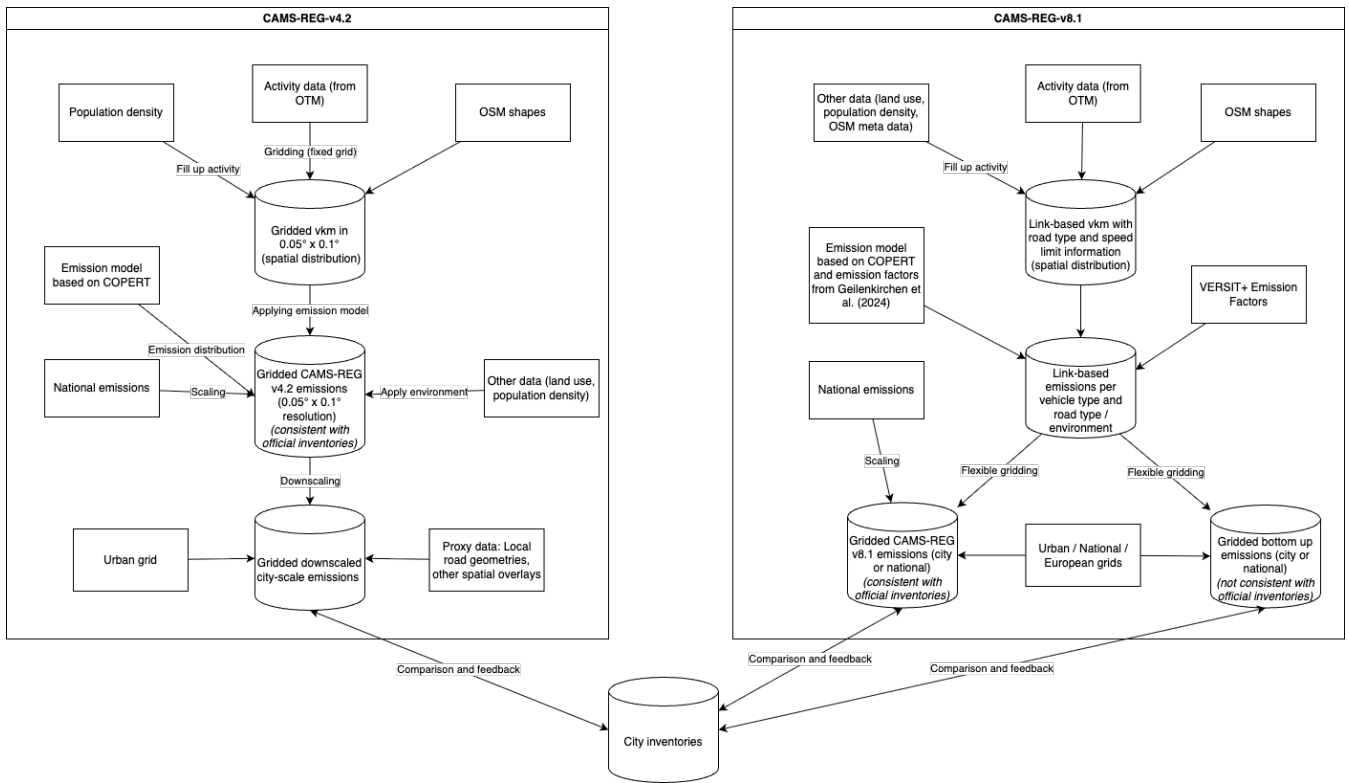 CAMS-REG-v4.2
Population density
Activity data (from
OTM)
OSM shapes
Gridding (fixed grid)
Fill up activity
Gridded vkm in
0.05° x 0.1°
(spatial distribution)
Emission model
based on COPERT
Applying emission model
Emission distribution
National emissions
Scaling
Gridded CAMS-REG
v4.2 emissions
(0.05° x 0.1°
resolution)
(consistent with
official inventories)
Apply environment
Other data (land use,
population density)
Downscaling
Urban grid
Gridded downscaled
city-scale emissions
Proxy data: Local
road geometries,
other spatial overlays
CAMS-REG-v8.1
Other data (land use,
population density,
OSM meta data)
Activity data (from
OTM)
OSM shapes
Fill up activity
Link-based vkm with
road type and speed
limit information
(spatial distribution)
Emission model
based on COPERT
and emission factors
from Geilenkirchen et
al. (2024)
VERSIT+ Emission
Factors
National emissions
Link-based
emissions per
vehicle type and
road type /
environment
Scaling
Flexible gridding
Flexible gridding
Gridded CAMS-REG
v8.1 emissions (city
or national)
(consistent with
official inventories)
Urban / National /
European grids
Gridded bottom up
emissions (city or
national)
(not consistent with
official inventories)
Comparison and feedback
Comparison and feedback
Comparison and feedback
City inventories